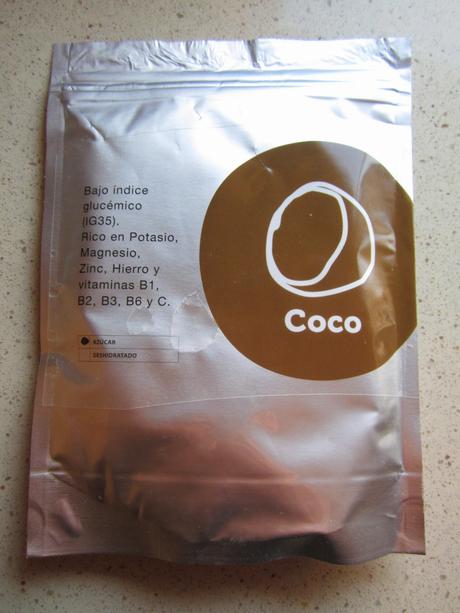 Bajo índice
glucémico
(IG35).
Rico en Potasio,
Magnesio,
Zinc, Hierro y
vitaminas B1,
B2, B3, B6 y C.
AZÚCAR
DESHIDRATADO
Coco